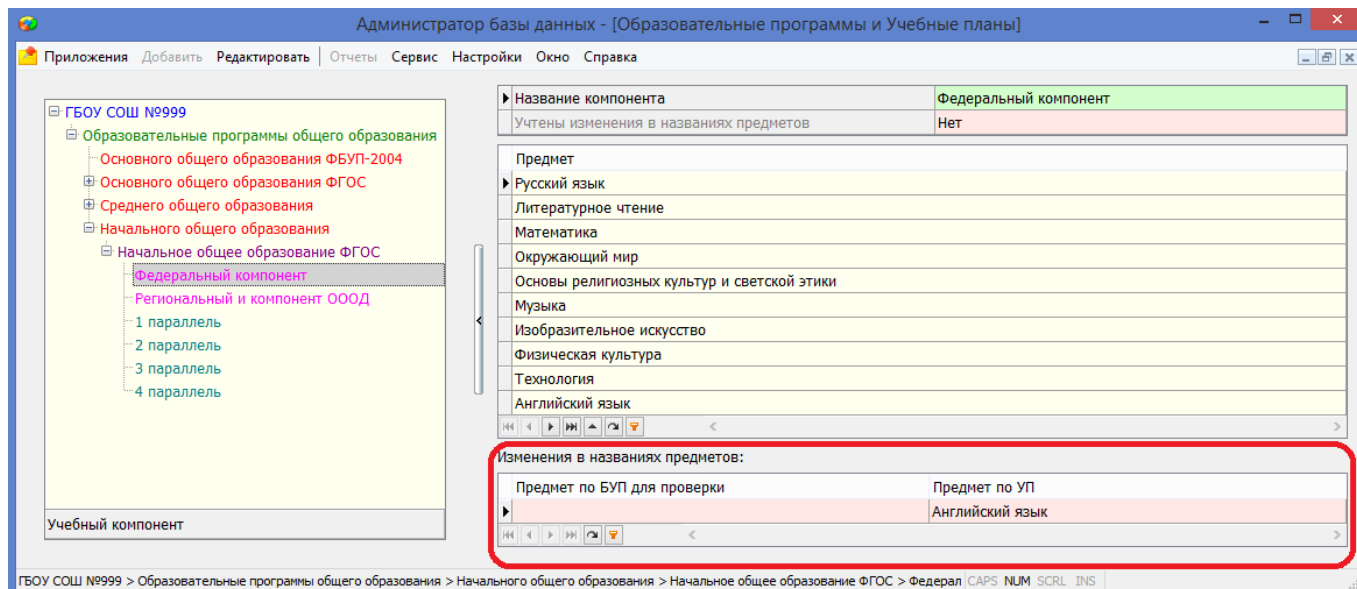 Администратор базы данных - [Образовательные программы и Учебные планы]
Приложения Добавить Редактировать Отчеты Сервис Настройки Окно Справка
ГБОУ СОШ №999
Образовательные программы общего образования
Основного общего образования ФБУП-2004
Основного общего образования ФГОС
Среднего общего образования
Начального общего образования
Начальное общее образование ФГОС
Федеральный компонент
Региональный и компонент ОООД
1 параллель
2 параллель
3 параллель
4 параллель
Учебный компонент
Название компонента Федеральный компонент
Учтены изменения в названиях предметов Нет
Предмет
Русский язык
Литературное чтение
Математика
Окружающий мир
Основы религиозных культур и светской этики
Музыка
Изобразительное искусство
Физическая культура
Технология
Английский язык
Изменения в названиях предметов:
Предмет по БУП для проверки Предмет по УП
Английский язык
ГБОУ СОШ №999 > Образовательные программы общего образования > Начального общего образования > Начальное общее образование ФГОС > Федерал CAPS NUM SCRL INS